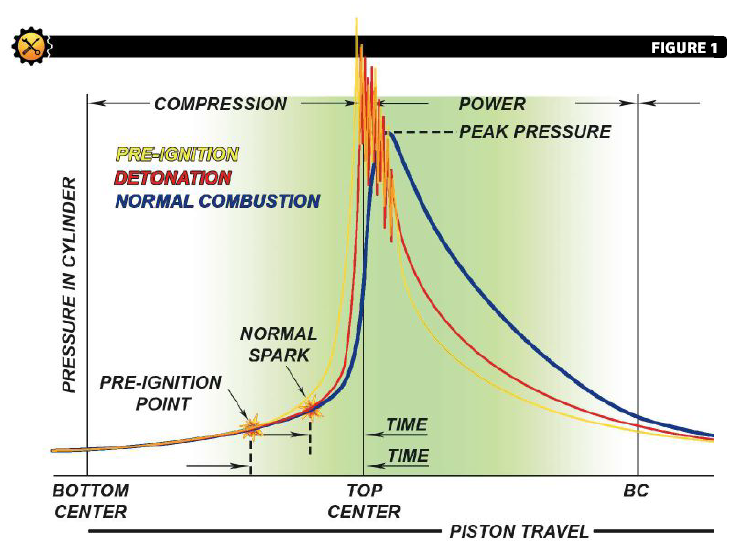 FIGURE 1
COMPRESSION
POWER
PEAK PRESSURE
PRE-IGNITION
DETONATION
NORMAL COMBUSTION
PRESSURE IN CYLINDER
NORMAL
SPARK
PRE-IGNITION
POINT
TIME
TIME
BOTTOM
CENTER
TOP
CENTER
BC
PISTON TRAVEL